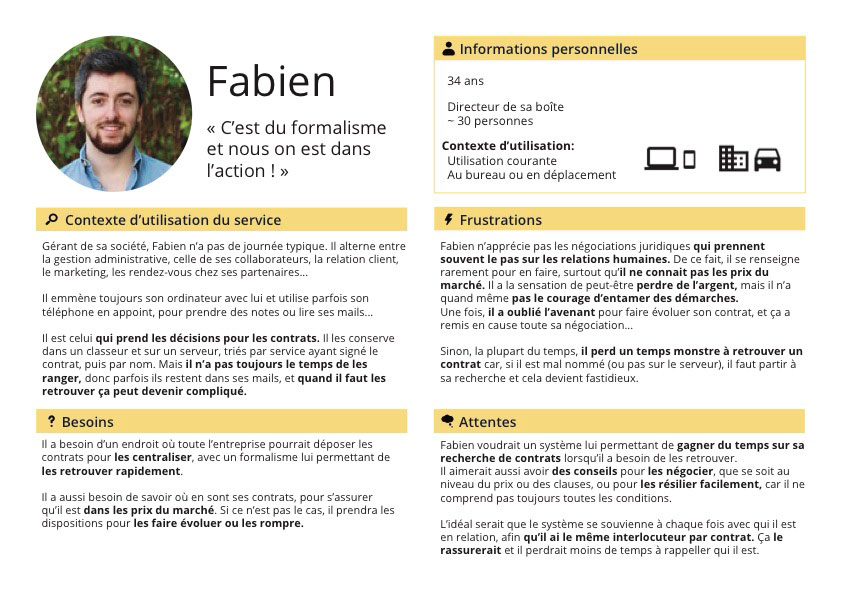 Fabien
« C’est du formalisme
et nous on est dans
l’action ! »
Informations personnelles
34 ans
Directeur de sa boîte
~ 30 personnes
Contexte d’utilisation:
Utilisation courante
Au bureau ou en déplacement
Contexte d’utilisation du service
Gérant de sa société, Fabien n’a pas de journée typique. Il alterne entre
la gestion administrative, celle de ses collaborateurs, la relation client,
le marketing, les rendez-vous chez ses partenaires...
Il emmène toujours son ordinateur avec lui et utilise parfois son
téléphone en appoint, pour prendre des notes ou lire ses mails...
Il est celui qui prend les décisions pour les contrats. Il les conserve
dans un classeur et sur un serveur, triés par service ayant signé le
contrat, puis par nom. Mais il n’a pas toujours le temps de les
ranger, donc parfois ils restent dans ses mails, et quand il faut les
retrouver ça peut devenir compliqué.
Frustrations
Fabien n’apprécie pas les négociations juridiques qui prennent
souvent le pas sur les relations humaines. De ce fait, il se renseigne
rarement pour en faire, surtout qu’il ne connait pas les prix du
marché. Il a la sensation de peut-être perdre de l’argent, mais il n’a
quand même pas le courage d’entamer des démarches.
Une fois, il a oublié l’avenant pour faire évoluer son contrat, et ça a
remis en cause toute sa négociation...
Sinon, la plupart du temps, il perd un temps monstre à retrouver un
contrat car, si il est mal nommé (ou pas sur le serveur), il faut partir à
sa recherche et cela devient fastidieux.
? Besoins
Il a besoin d’un endroit où toute l’entreprise pourrait déposer les
contrats pour les centraliser, avec un formalisme lui permettant de
les retrouver rapidement.
Il a aussi besoin de savoir où en sont ses contrats, pour s’assurer
qu’il est dans les prix du marché. Si ce n’est pas le cas, il prendra les
dispositions pour les faire évoluer ou les rompre.
Attentes
Fabien voudrait un système lui permettant de gagner du temps sur sa
recherche de contrats lorsqu’il a besoin de les retrouver.
Il aimerait aussi avoir des conseils pour les négocier, que se soit au
niveau du prix ou des clauses, ou pour les résilier facilement, car il ne
comprend pas toujours toutes les conditions.
L’idéal serait que le système se souvienne à chaque fois avec qui il est
en relation, afin qu’il ai le même interlocuteur par contrat. Ça le
rassurerait et il perdrait moins de temps à rappeller qui il est.